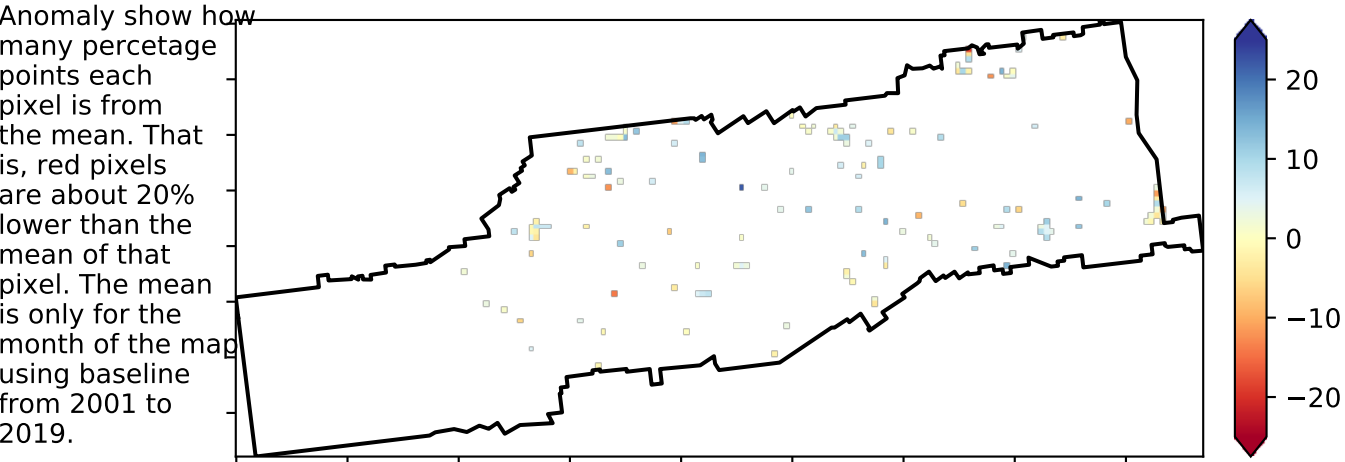 Anomaly show how
many percetage
points each
pixel is from
the mean. That
is, red pixels
are about 20%
lower than the
mean of that
pixel. The mean
is only for the
month of the map
using baseline
from 2001 to
2019.
20
10
0
−10
−20